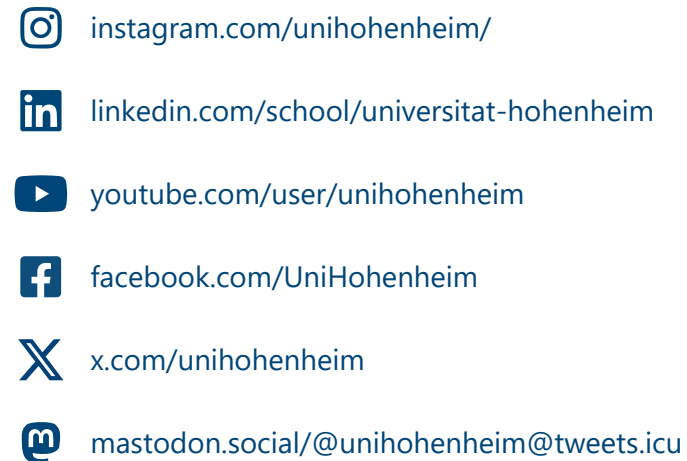 instagram.com/unihohenheim/
linkedin.com/school/universitat-hohenheim
youtube.com/user/unihohenheim
facebook.com/UniHohenheim
x.com/unihohenheim
mastodon.social/@unihohenheim@tweets.icu